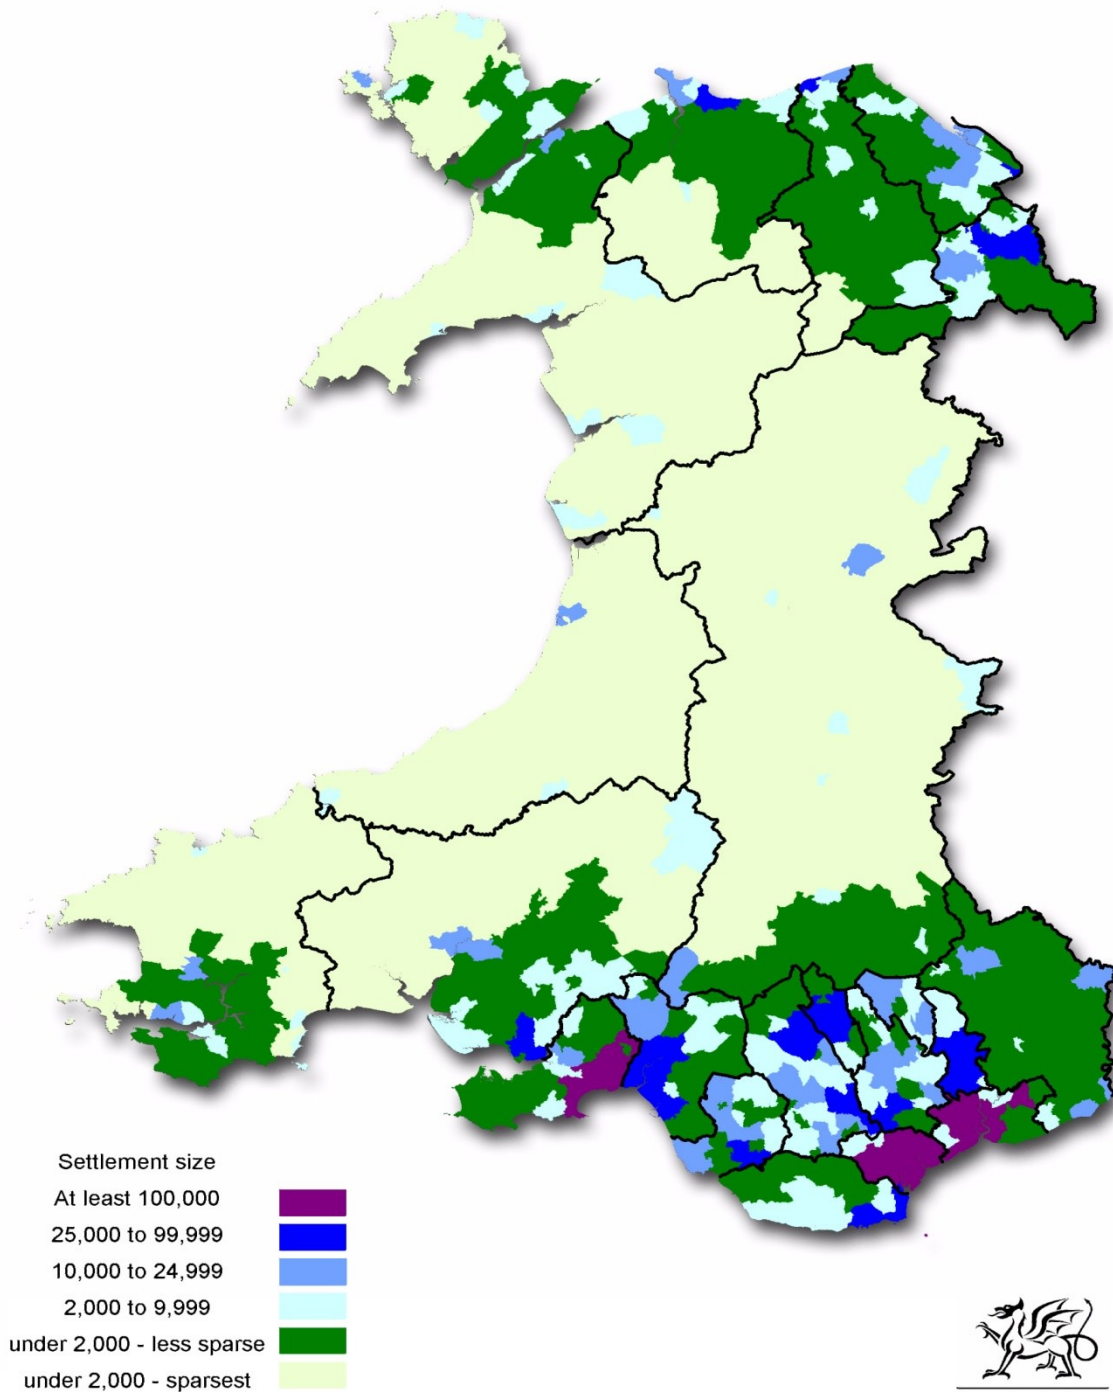 Settlement size
At least 100,000
25,000 to 99,999
10,000 to 24,999
2,000 to 9,999
under 2,000 - less sparse
under 2,000 - sparsest